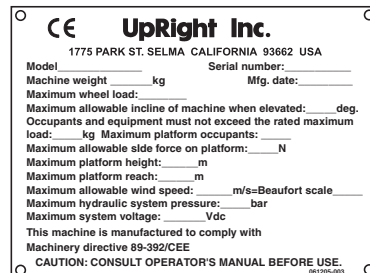 CE UpRight Inc.
1775 PARK ST. SELMA CALIFORNIA 93662 USA
Model_____________ Serial number:__________
Machine weight _______kg Mfg. date:_________
Maximum wheel load:________
Maximum allowable incline of machine when elevated:_____deg.
Occupants and equipment must not exceed the rated maximum
load:_____kg Maximum platform occupants: _____
Maximum allowable sIde force on platform:_____N
Maximum platform height:______m
Maximum platform reach:______m
Maximum allowable wind speed: ______m/s=Beaufort scale_____
Maximum hydraulic system pressure:_____bar
Maximum system voltage: _______Vdc
This machine is manufactured to comply with
Machinery directive 89-392/CEE
CAUTION: CONSULT OPERATOR'S MANUAL BEFORE USE.
061205-003